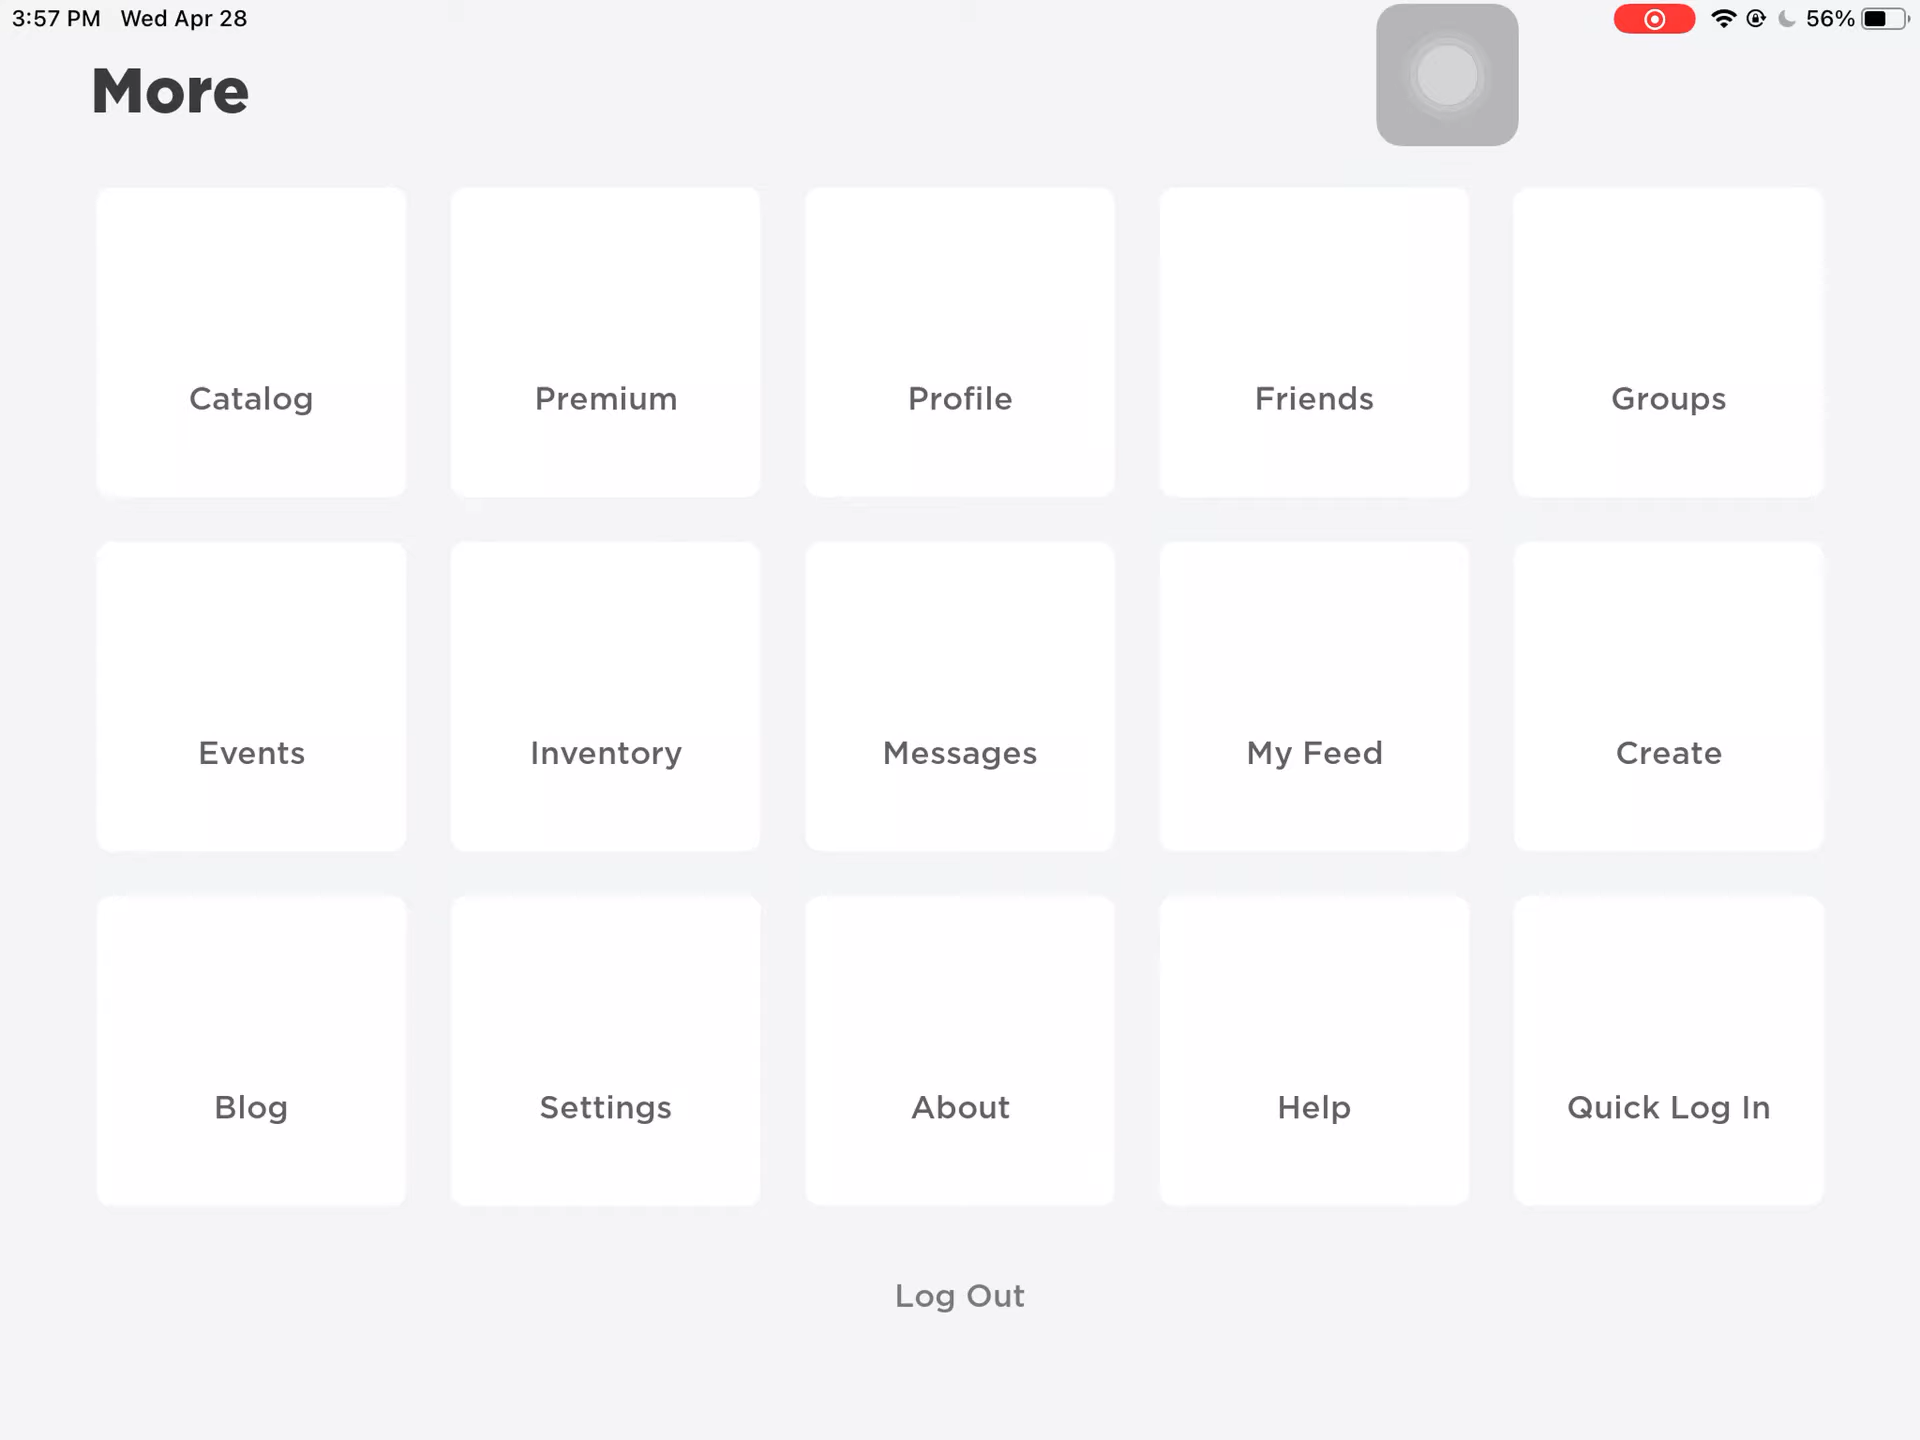 3:57 PM Wed Apr 28 56%
More
Catalog Premium Profile Friends Groups
Events Inventory Messages My Feed Create
Blog Settings About Help Quick Log In
Log Out